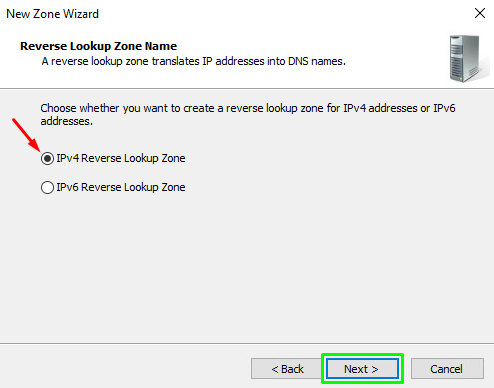 New Zone Wizard
Reverse Lookup Zone Name
A reverse lookup zone translates IP addresses into DNS names.
Choose whether you want to create a reverse lookup zone for IPv4 addresses or IPv6
addresses.
IPv4 Reverse Lookup Zone
IPv6 Reverse Lookup Zone
< Back Next > Cancel